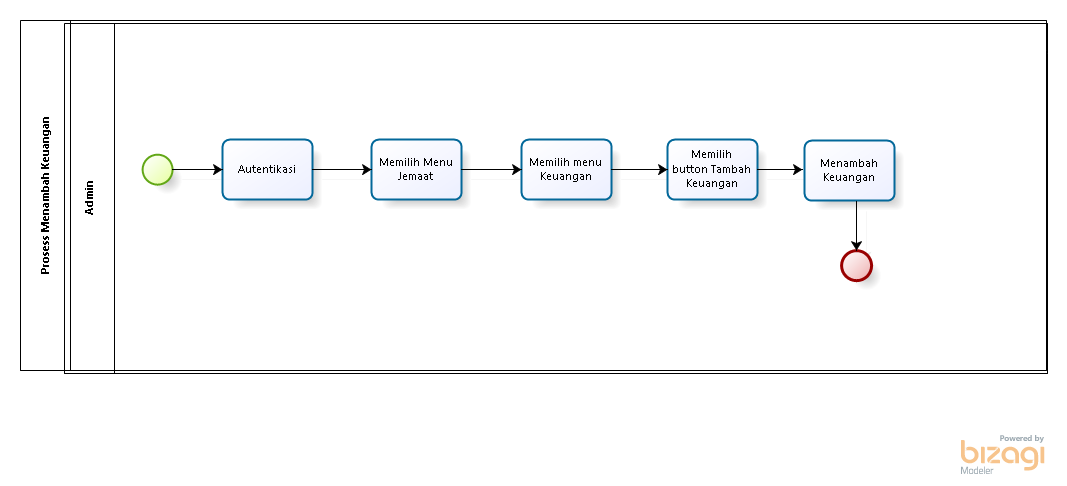 Prosess Menambah Keuangan
Admin
Autentikasi
Memilih Menu
Jemaat
Memilih menu
Keuangan
Memilih
button Tambah
Keuangan
Menambah
Keuangan
Powered by
bizagi
Modeler